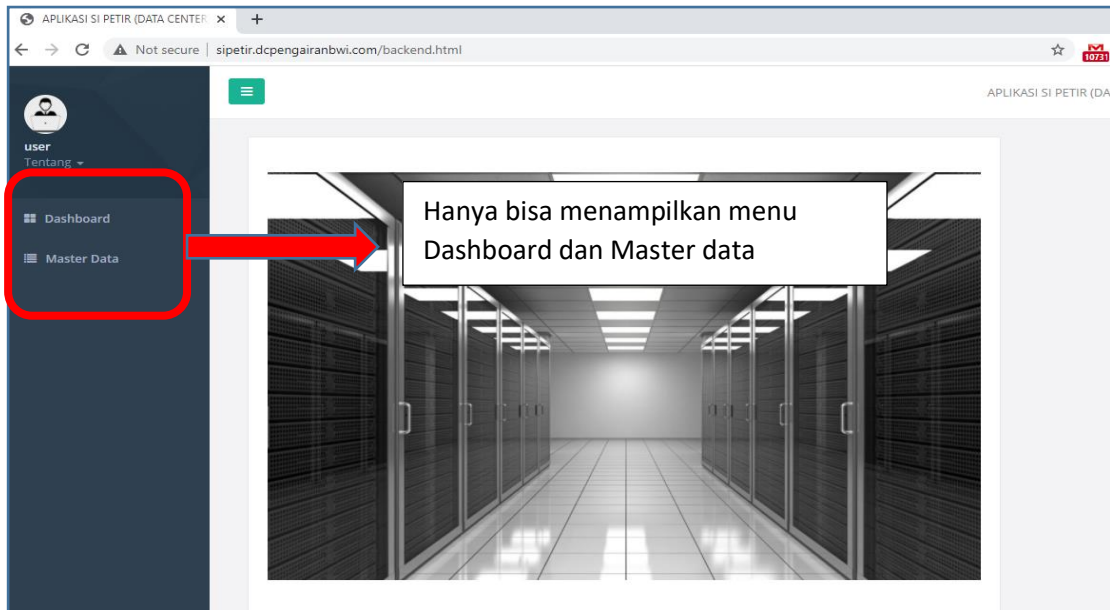 APLIKASI SI PETIR (DATA CENTER
Not secure | sipetir.dcpengairanbwi.com/backend.html
10731
APLIKASI SI PETIR (DA
user
Tentang
Dashboard
Master Data
Hanya bisa menampilkan menu
Dashboard dan Master data